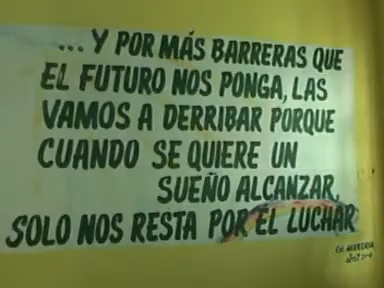 ... Y POR MÁS BARRERAS QUE
EL FUTURO NOS PONGA, LAS
VAMOS A DERRIBAR PORQUE
CUANDO SE QUIERE UN
SUEÑO ALCANZAR,
SOLO NOS RESTA POR EL LUCHAR